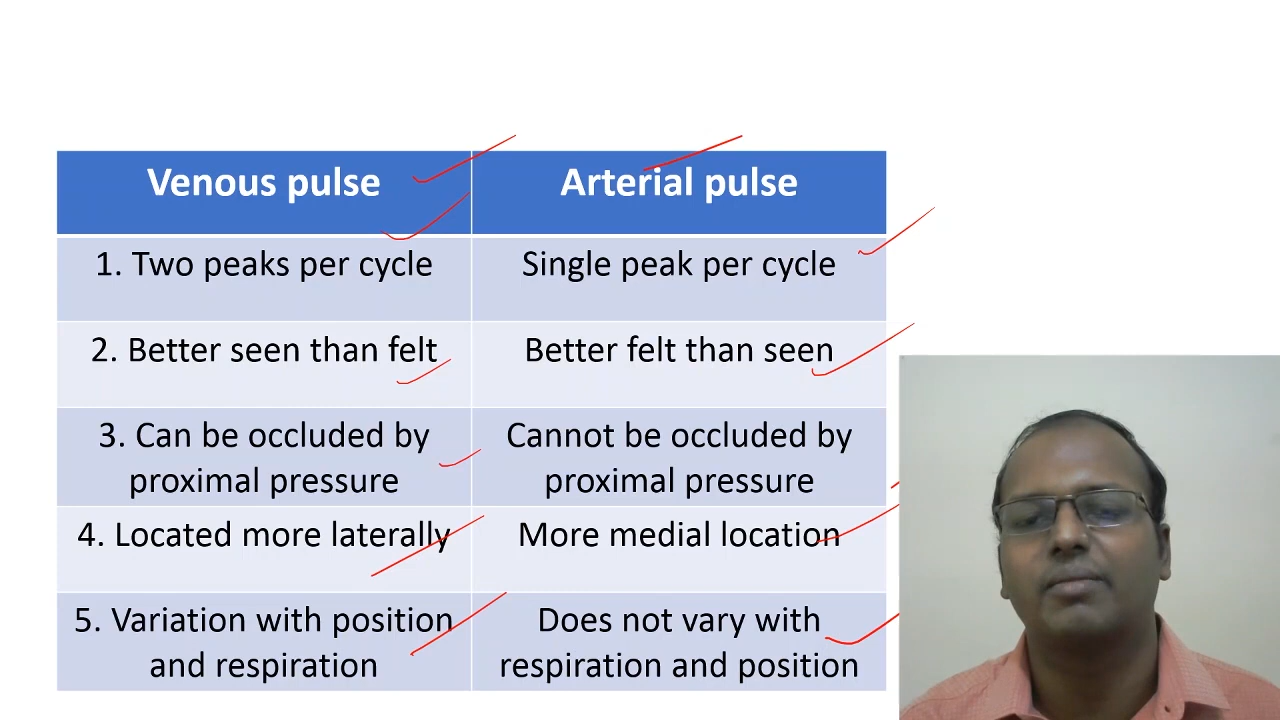 Venous pulse
Arterial pulse
1. Two peaks per cycle
Single peak per cycle
2. Better seen than felt
Better felt than seen
3. Can be occluded by
proximal pressure
Cannot be occluded by
proximal pressure
4. Located more laterally
More medial location
5. Variation with position
and respiration
Does not vary with
respiration and position